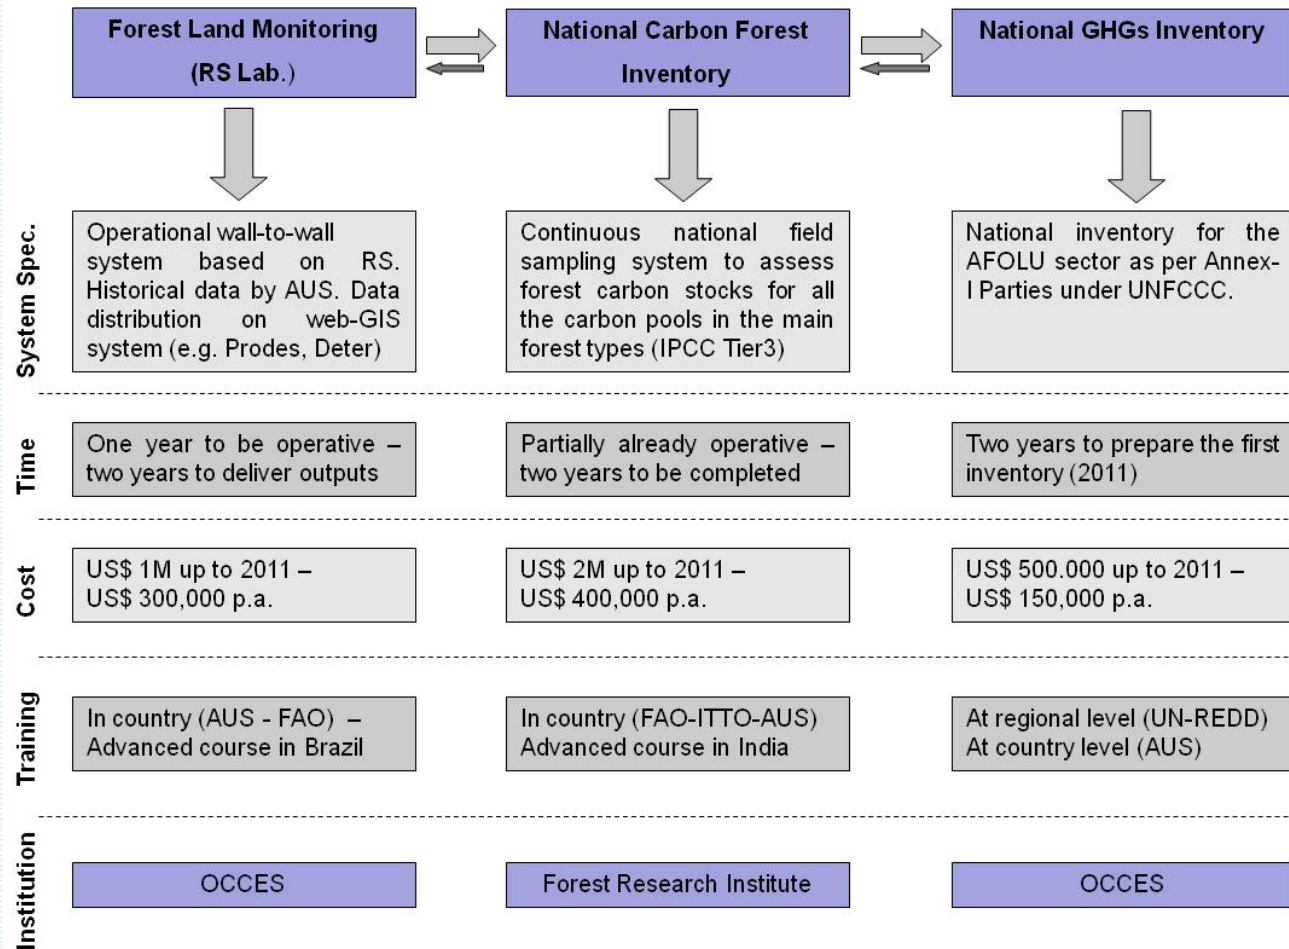 Forest Land Monitoring
(RS Lab.)
National Carbon Forest
Inventory
National GHGs Inventory
System Spec.
Operational wall-to-wall
system based on RS.
Historical data by AUS. Data
distribution on web-GIS
system (e.g. Prodes, Deter)
Continuous national field
sampling system to assess
forest carbon stocks for all
the carbon pools in the main
forest types (IPCC Tier3)
National inventory for the
AFOLU sector as per Annex-
I Parties under UNFCCC.
Time
One year to be operative –
two years to deliver outputs
Partially already operative –
two years to be completed
Two years to prepare the first
inventory (2011)
Cost
US$ 1M up to 2011 –
US$ 300,000 p.a.
US$ 2M up to 2011 –
US$ 400,000 p.a.
US$ 500.000 up to 2011 –
US$ 150,000 p.a.
Training
In country (AUS - FAO) –
Advanced course in Brazil
In country (FAO-ITTO-AUS)
Advanced course in India
At regional level (UN-REDD)
At country level (AUS)
Institution
OCCES
Forest Research Institute
OCCES